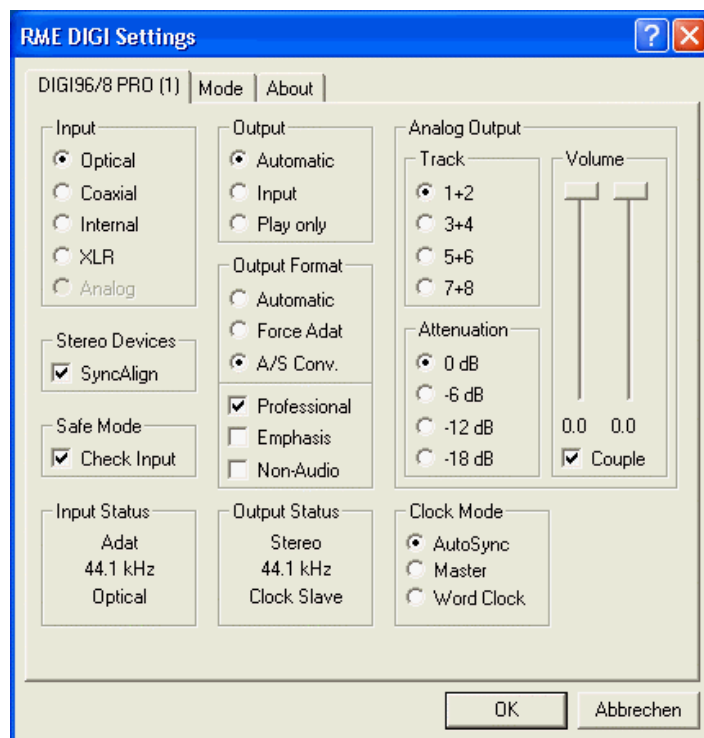 RME DIGI Settings
DIGI96/8 PRO (1) Mode About
Input
Optical
Coaxial
Internal
XLR
Analog
Stereo Devices
SyncAlign
Safe Mode
Check Input
Input Status
Adat
44.1 kHz
Optical
Output
Automatic
Input
Play only
Output Format
Automatic
Force Adat
A/S Conv.
Professional
Emphasis
Non-Audio
Output Status
Stereo
44.1 kHz
Clock Slave
Analog Output
Track
1+2
3+4
5+6
7+8
Attenuation
0 dB
-6 dB
-12 dB
-18 dB
Volume
0.0 0.0
Couple
Clock Mode
AutoSync
Master
Word Clock
OK Abbrechen